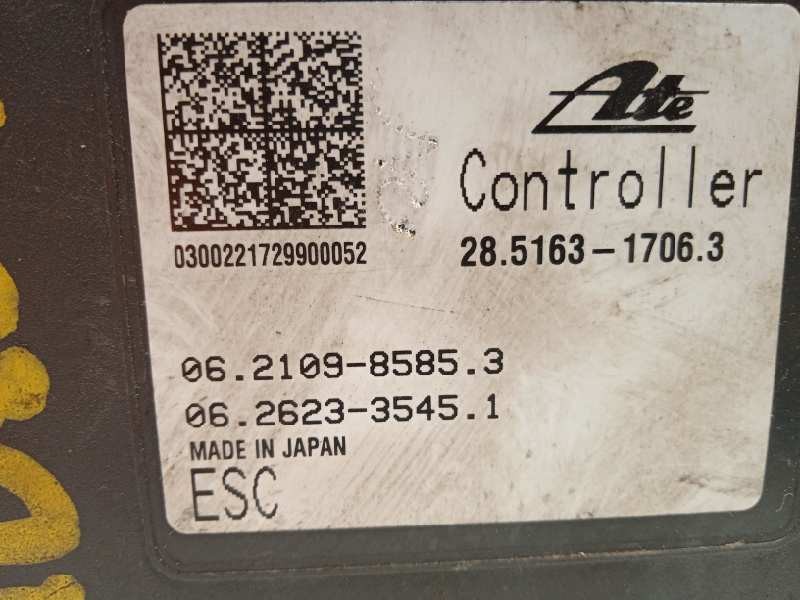 Ate
Controller
28.5163-1706.3
0300221729900052
06.2109-8585.3
06.2623-3545.1
MADE IN JAPAN
ESC